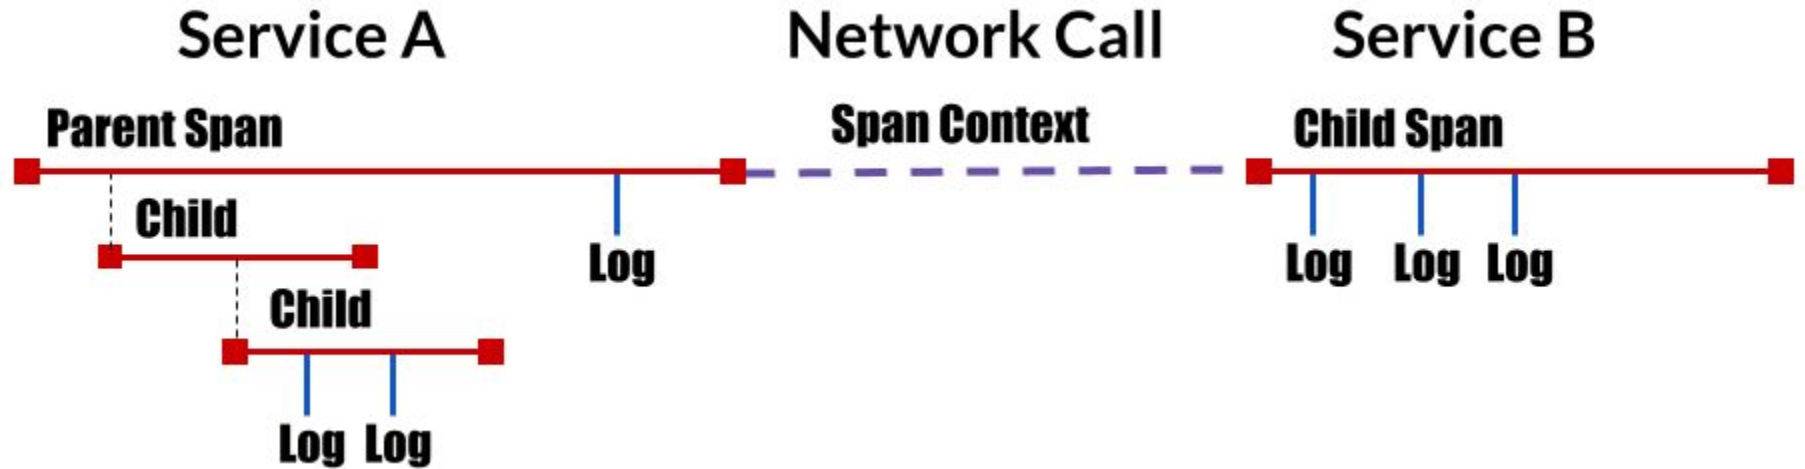 Service A
Network Call
Service B
Parent Span
Span Context
Child Span
Child
Log
Log
Log
Log
Child
Log
Log